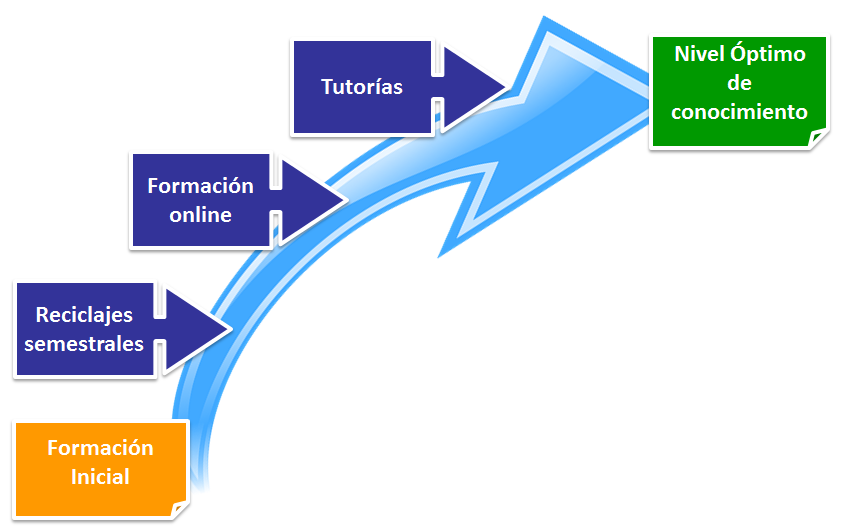 Nivel Óptimo
de
conocimiento
Tutorías
Formación
online
Reciclajes
semestrales
Formación
Inicial